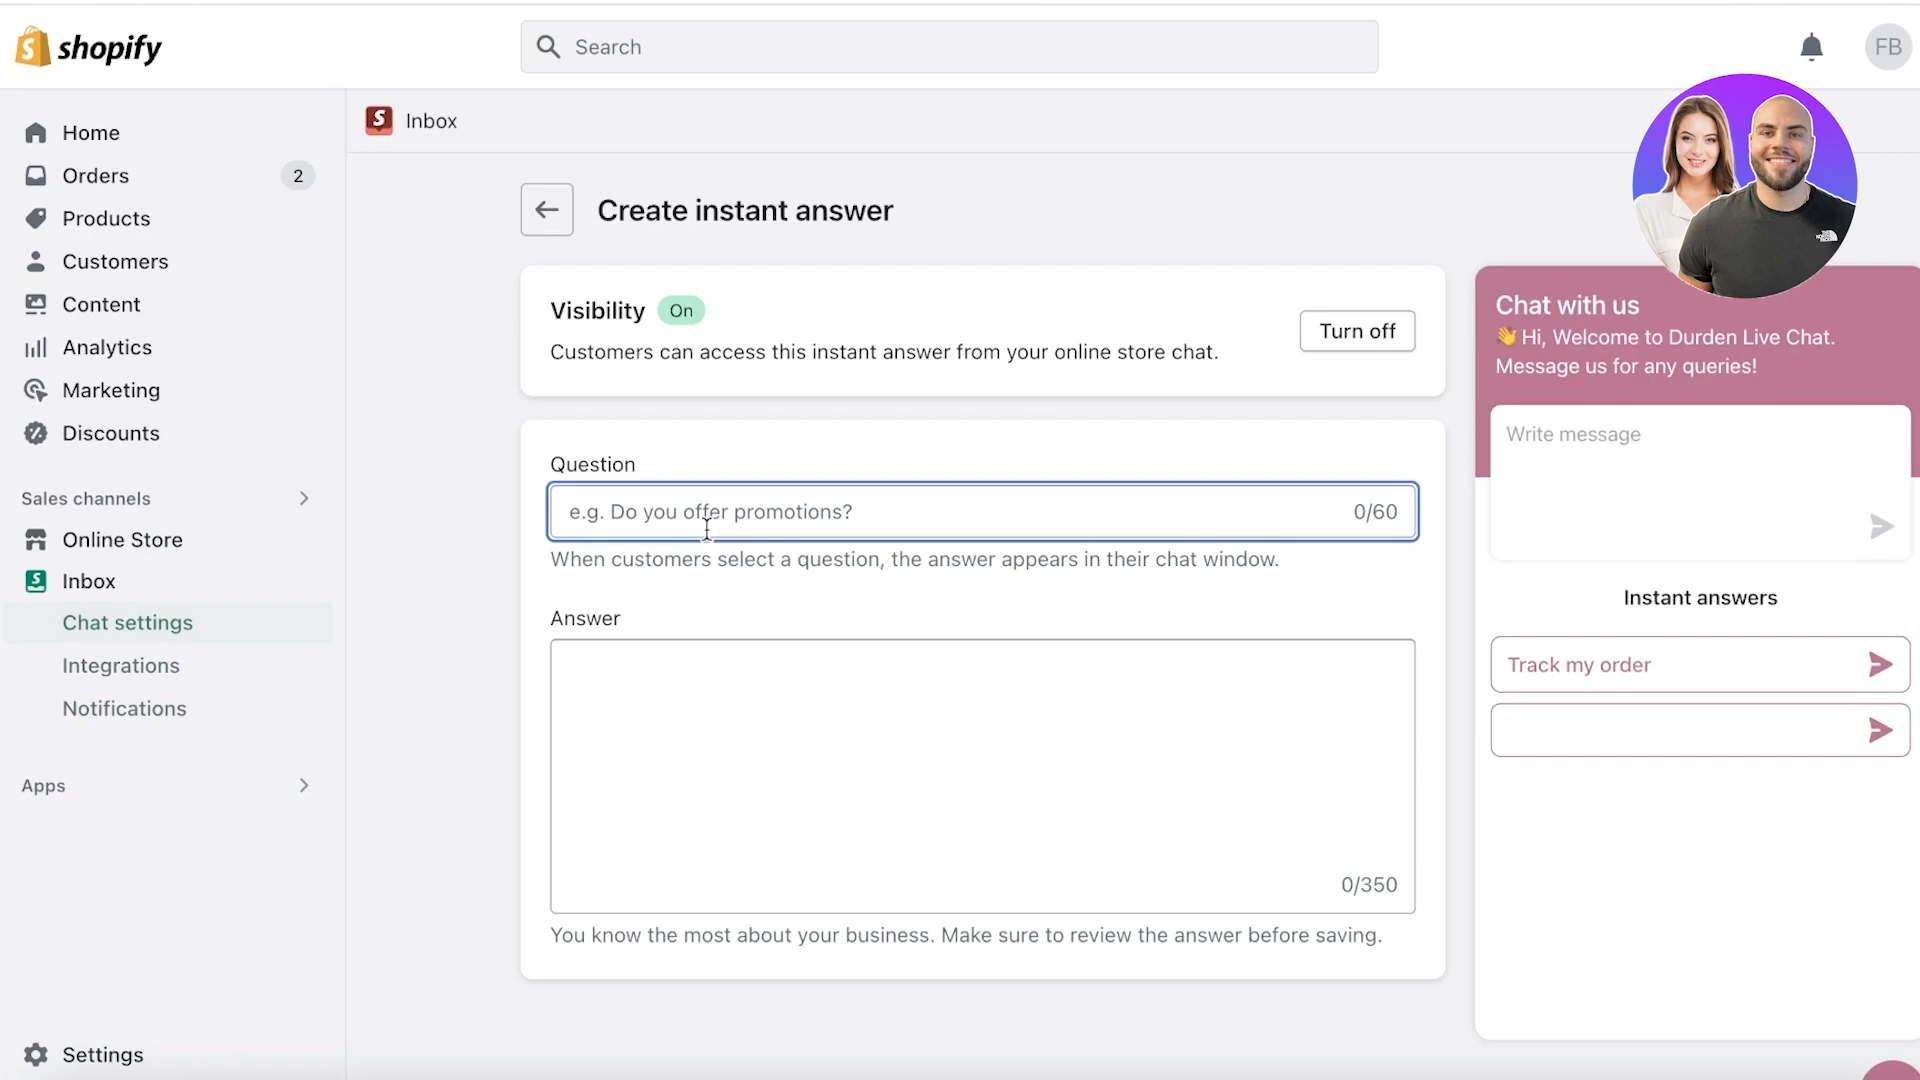 shopify
Search
FB
Home
Orders
2
Products
Customers
Content
Analytics
Marketing
Discounts
Sales channels
Online Store
Inbox
Chat settings
Integrations
Notifications
Apps
Settings
Inbox
Create instant answer
Visibility On
Customers can access this instant answer from your online store chat.
Turn off
Question
e.g. Do you offer promotions?
0/60
When customers select a question, the answer appears in their chat window.
Answer
0/350
You know the most about your business. Make sure to review the answer before saving.
THE NORTH FACE
Chat with us
👋 Hi, Welcome to Durden Live Chat.
Message us for any queries!
Write message
Instant answers
Track my order